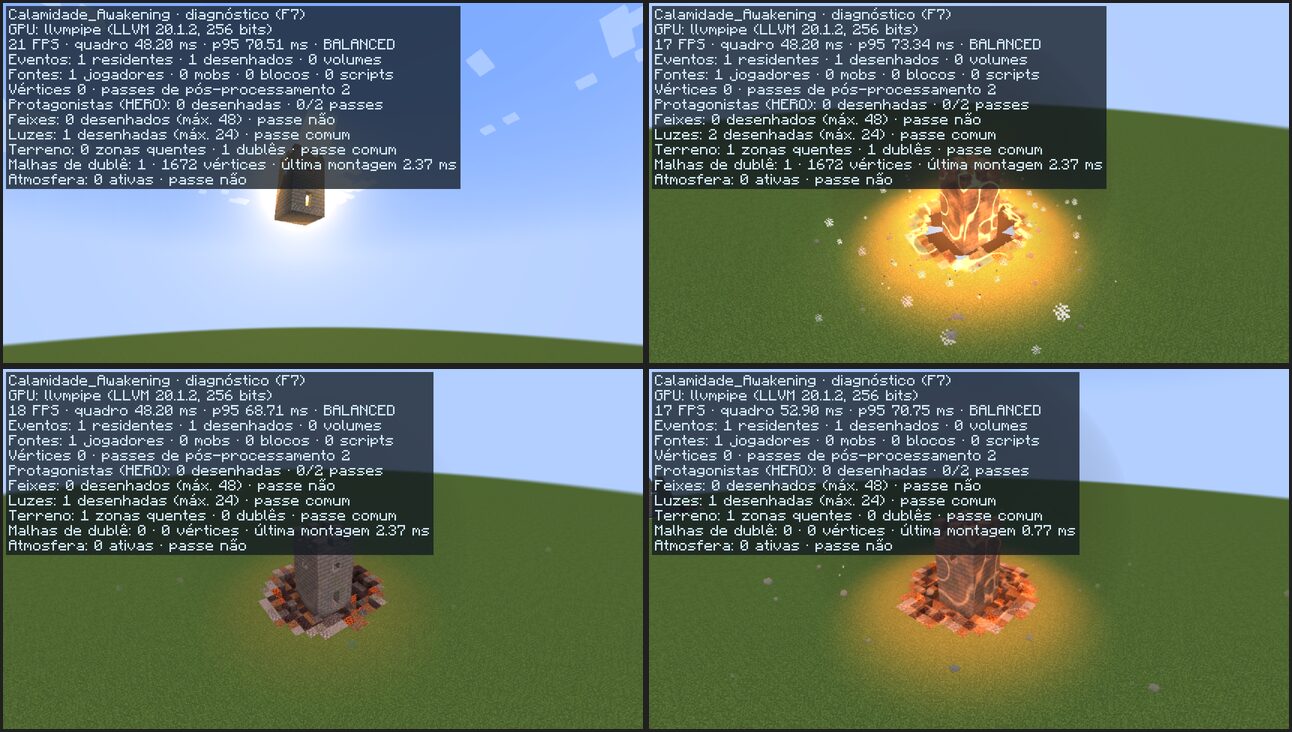 Calamidade_Awakening · diagnóstico (F7)
GPU: llvmpipe (LLVM 20.1.2, 256 bits)
21 FPS · quadro 48.20 ms · p95 70.51 ms · BALANCED
Eventos: 1 residentes · 1 desenhados · 0 volumes
Fontes: 1 jogadores · 0 mobs · 0 blocos · 0 scripts
Vértices 0 · passes de pós-processamento 2
Protagonistas (HERO): 0 desenhadas · 0/2 passes
Feixes: 0 desenhados (máx. 48) · passe não
Luzes: 1 desenhadas (máx. 24) · passe comum
Terreno: 0 zonas quentes · 1 dublês · passe comum
Malhas de dublê: 1 · 1672 vértices · última montagem 2.37 ms
Atmosfera: 0 ativas · passe não
Calamidade_Awakening · diagnóstico (F7)
GPU: llvmpipe (LLVM 20.1.2, 256 bits)
17 FPS · quadro 48.20 ms · p95 73.34 ms · BALANCED
Eventos: 1 residentes · 1 desenhados · 0 volumes
Fontes: 1 jogadores · 0 mobs · 0 blocos · 0 scripts
Vértices 0 · passes de pós-processamento 2
Protagonistas (HERO): 0 desenhadas · 0/2 passes
Feixes: 0 desenhados (máx. 48) · passe não
Luzes: 2 desenhadas (máx. 24) · passe comum
Terreno: 1 zonas quentes · 1 dublês · passe comum
Malhas de dublê: 1 · 1672 vértices · última montagem 2.37 ms
Atmosfera: 0 ativas · passe não
Calamidade_Awakening · diagnóstico (F7)
GPU: llvmpipe (LLVM 20.1.2, 256 bits)
18 FPS · quadro 48.20 ms · p95 68.71 ms · BALANCED
Eventos: 1 residentes · 1 desenhados · 0 volumes
Fontes: 1 jogadores · 0 mobs · 0 blocos · 0 scripts
Vértices 0 · passes de pós-processamento 2
Protagonistas (HERO): 0 desenhadas · 0/2 passes
Feixes: 0 desenhados (máx. 48) · passe não
Luzes: 1 desenhadas (máx. 24) · passe comum
Terreno: 1 zonas quentes · 0 dublês · passe comum
Malhas de dublê: 0 · 0 vértices · última montagem 2.37 ms
Atmosfera: 0 ativas · passe não
Calamidade_Awakening · diagnóstico (F7)
GPU: llvmpipe (LLVM 20.1.2, 256 bits)
17 FPS · quadro 52.90 ms · p95 70.75 ms · BALANCED
Eventos: 1 residentes · 1 desenhados · 0 volumes
Fontes: 1 jogadores · 0 mobs · 0 blocos · 0 scripts
Vértices 0 · passes de pós-processamento 2
Protagonistas (HERO): 0 desenhadas · 0/2 passes
Feixes: 0 desenhados (máx. 48) · passe não
Luzes: 1 desenhadas (máx. 24) · passe comum
Terreno: 1 zonas quentes · 0 dublês · passe comum
Malhas de dublê: 0 · 0 vértices · última montagem 0.77 ms
Atmosfera: 0 ativas · passe não